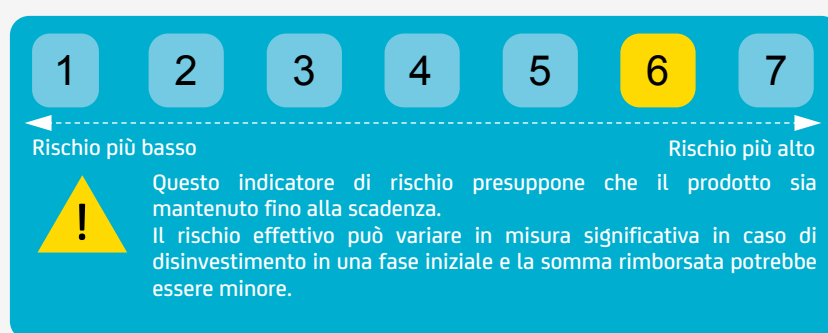 1 2 3 4 5 6 7
Rischio più basso Rischio più alto
! Questo indicatore di rischio presuppone che il prodotto sia
mantenuto fino alla scadenza.
Il rischio effettivo può variare in misura significativa in caso di
disinvestimento in una fase iniziale e la somma rimborsata potrebbe
essere minore.